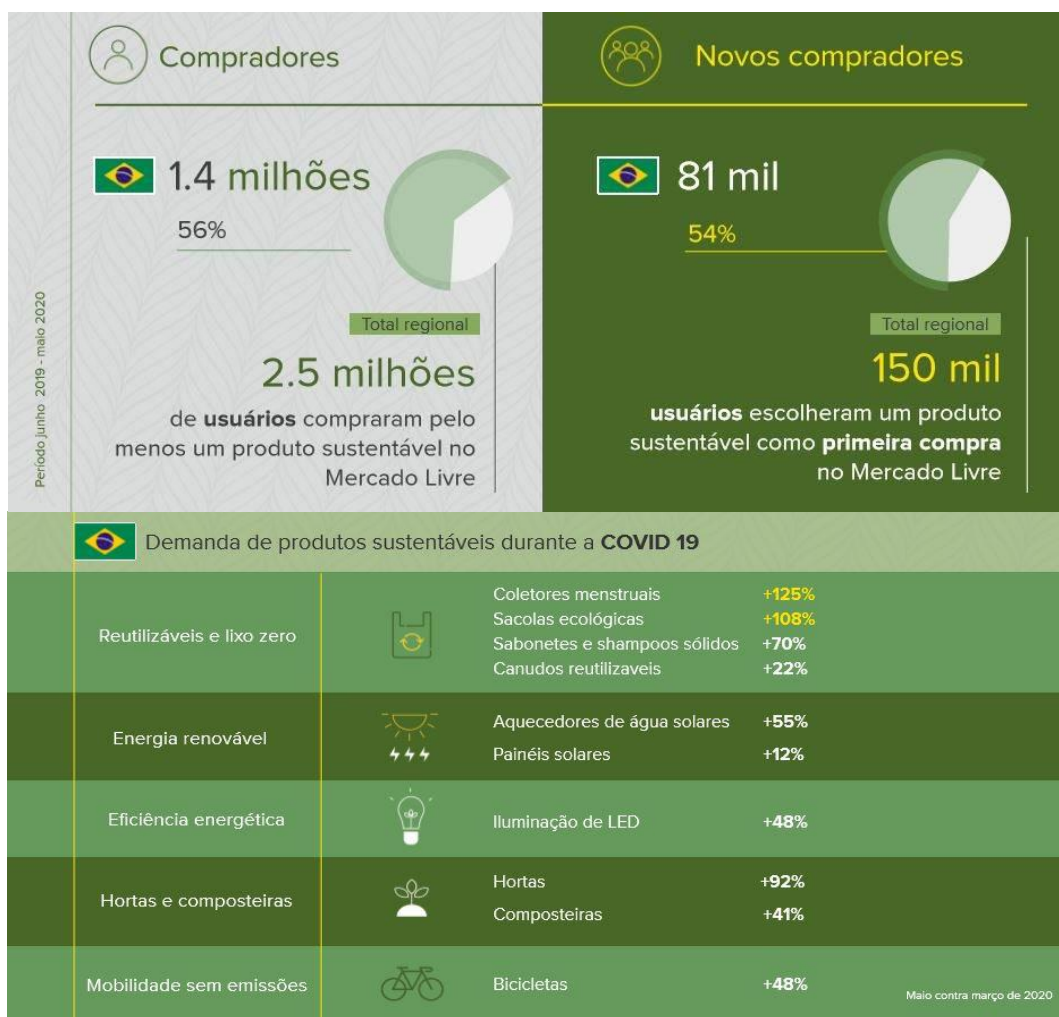 Compradores
1.4 milhões
56%
Total regional
2.5 milhões
de usuários compraram pelo
menos um produto sustentável no
Mercado Livre
Período junho 2019 - maio 2020
Novos compradores
81 mil
54%
Total regional
150 mil
usuários escolheram um produto
sustentável como primeira compra
no Mercado Livre
Demanda de produtos sustentáveis durante a COVID 19
Reutilizáveis e lixo zero
Coletores menstruais +125%
Sacolas ecológicas +108%
Sabonetes e shampoos sólidos +70%
Canudos reutilizaveis +22%
Energia renovável
Aquecedores de água solares +55%
Painéis solares +12%
Eficiência energética
Iluminação de LED +48%
Hortas e composteiras
Hortas +92%
Composteiras +41%
Mobilidade sem emissões
Bicicletas +48%
Maio contra março de 2020